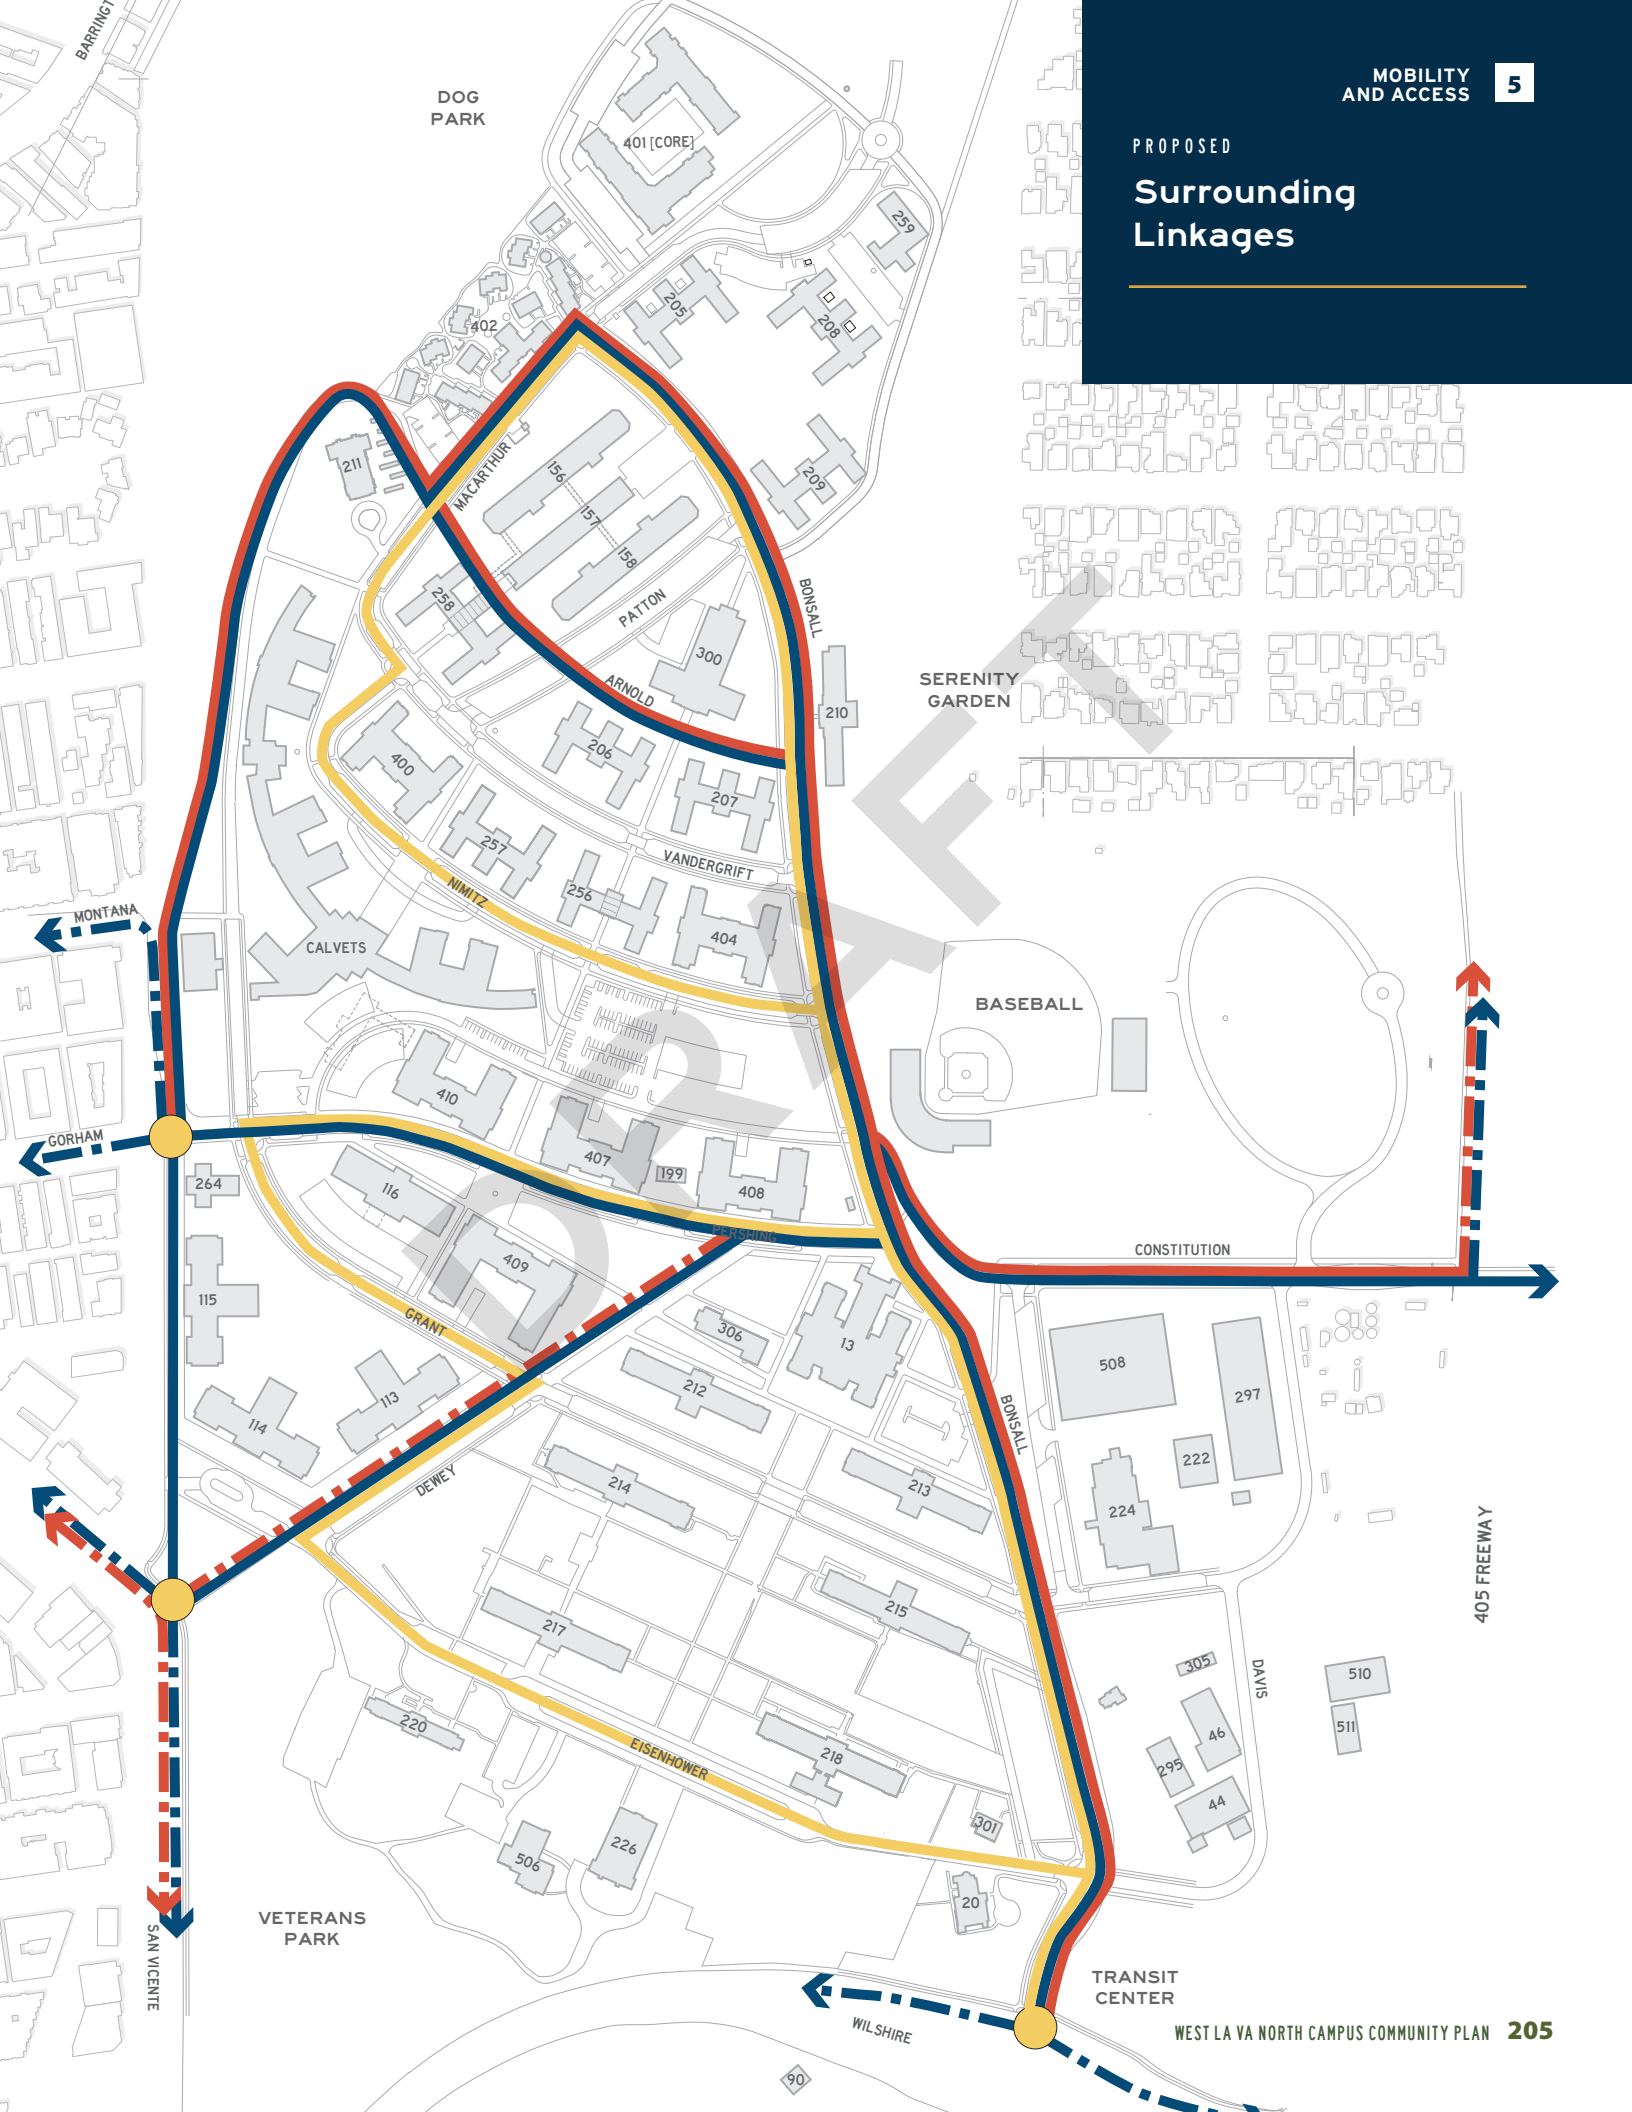 BARRINGT
MOBILITY
AND ACCESS
5
PROPOSED
Surrounding
Linkages
DOG
PARK
401 [CORE]
259
205
208
402
211
MACARTHUR
156
157
158
209
258
PATTON
BONSALL
300
ARNOLD
210
SERENITY
GARDEN
206
400
207
257
VANDERGRIFT
256
NIMITZ
404
MONTANA
CALVETS
BASEBALL
410
GORHAM
407
199
408
264
116
PERSHING
CONSTITUTION
409
115
GRANT
306
13
508
297
212
113
114
BONSALL
222
DEWEY
214
213
224
405 FREEWAY
215
217
305
DAVIS
510
511
220
46
EISENHOWER
218
295
44
301
226
506
20
VETERANS
PARK
SAN VICENTE
TRANSIT
CENTER
WILSHIRE
90
DRAFT
WEST LA VA NORTH CAMPUS COMMUNITY PLAN 205